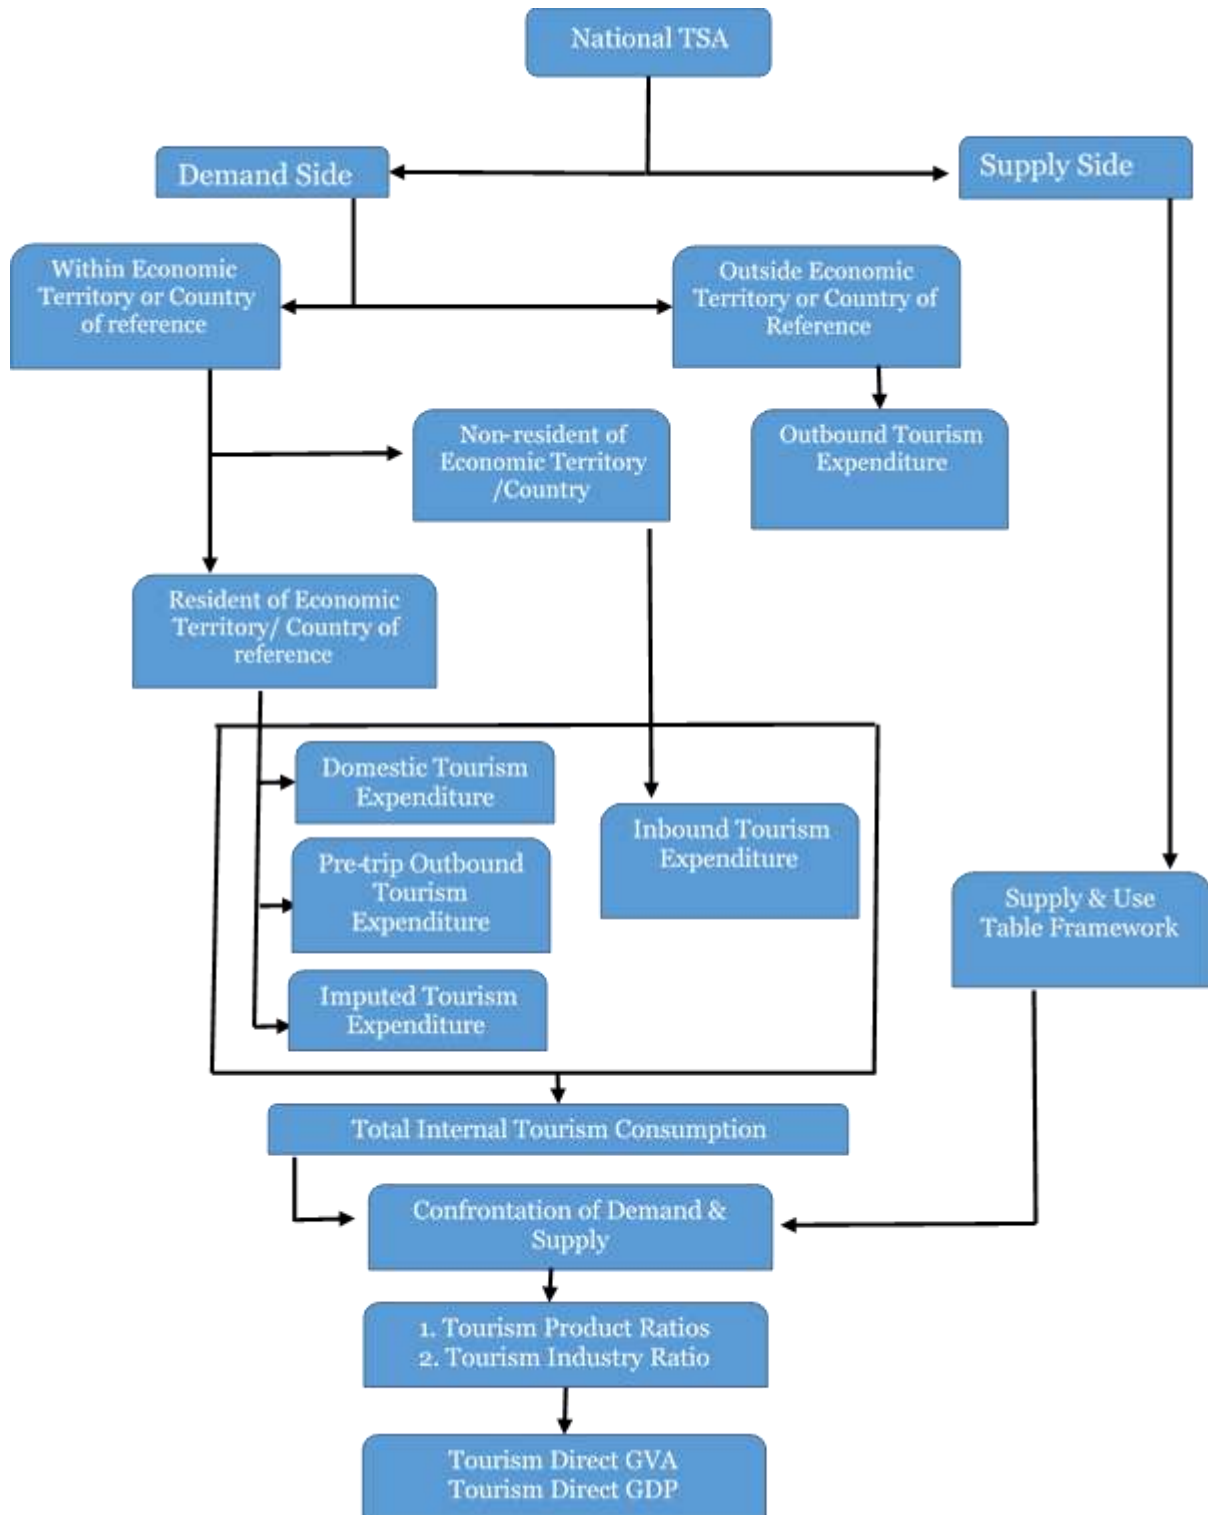 National TSA
Demand Side
Supply Side
Within Economic
Territory or Country
of reference
Outside Economic
Territory or Country of
Reference
Non-resident of
Economic Territory
/Country
Outbound Tourism
Expenditure
Resident of Economic
Territory/ Country of
reference
Domestic Tourism
Expenditure
Pre-trip Outbound
Tourism
Expenditure
Imputed Tourism
Expenditure
Inbound Tourism
Expenditure
Supply & Use
Table Framework
Total Internal Tourism Consumption
Confrontation of Demand &
Supply
1. Tourism Product Ratios
2. Tourism Industry Ratio
Tourism Direct GVA
Tourism Direct GDP